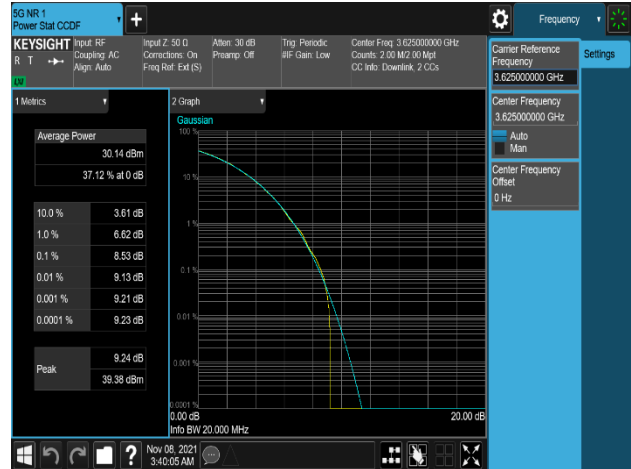 5G NR 1
Power Stat CCDF
Frequency
KEYSIGHT
R T
LXI
Input: RF
Coupling: AC
Align: Auto
Input Z: 50 Ω
Corrections: On
Freq Ref: Ext (S)
Atten: 30 dB
Preamp: Off
Trig: Periodic
#IF Gain: Low
Center Freq: 3.625000000 GHz
Counts: 2.00 M/2.00 Mpt
CC Info: Downlink, 2 CCs
Carrier Reference
Frequency
3.625000000 GHz
Settings
Center Frequency
3.625000000 GHz
Auto
Man
Center Frequency
Offset
0 Hz
1 Metrics
Average Power
30.14 dBm
37.12 % at 0 dB
10.0 % 3.61 dB
1.0 % 6.62 dB
0.1 % 8.53 dB
0.01 % 9.13 dB
0.001 % 9.21 dB
0.0001 % 9.23 dB
Peak
9.24 dB
39.38 dBm
2 Graph
Gaussian
100 %
10 %
1 %
0.1 %
0.01 %
0.001 %
0.0001 %
0.00 dB
20.00 dB
Info BW 20.000 MHz
?
Nov 08, 2021
3:40:05 AM